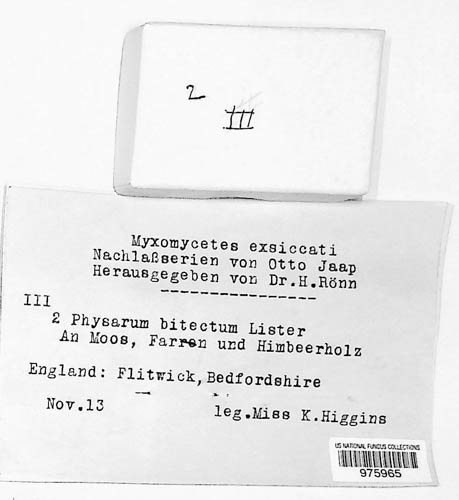 2
III
Myxomycetes exsiccati
Nachlaßserien von Otto Jaap
Herausgegeben von Dr.H.Rönn
III
2 Physarum bitectum Lister
An Moos, Farren und Himbeerholz
England: Flitwick, Bedfordshire
Nov.13 leg.Miss K.Higgins
US NATIONAL FUNGUS COLLECTIONS
975965